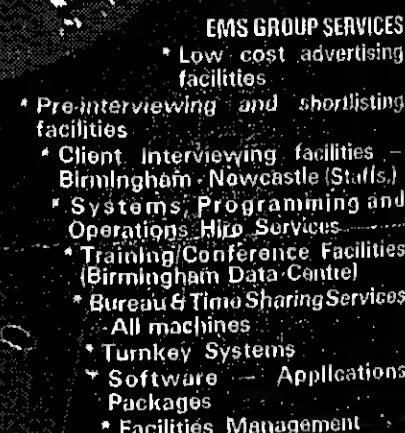 EMS GROUP SERVICES
* Low cost advertising
facilities
* Pre-interviewing and shortlisting
facilities
* Client Interviewing facilities –
Birmingham - Newcastle (Staffs.)
* Systems, Programming and
Operations Hire Services
* Training/Conference Facilities
(Birmingham Data Centre)
* Bureau & Time Sharing Services
- All machines
* Turnkey Systems
* Software — Applications
Packages
* Facilities Management